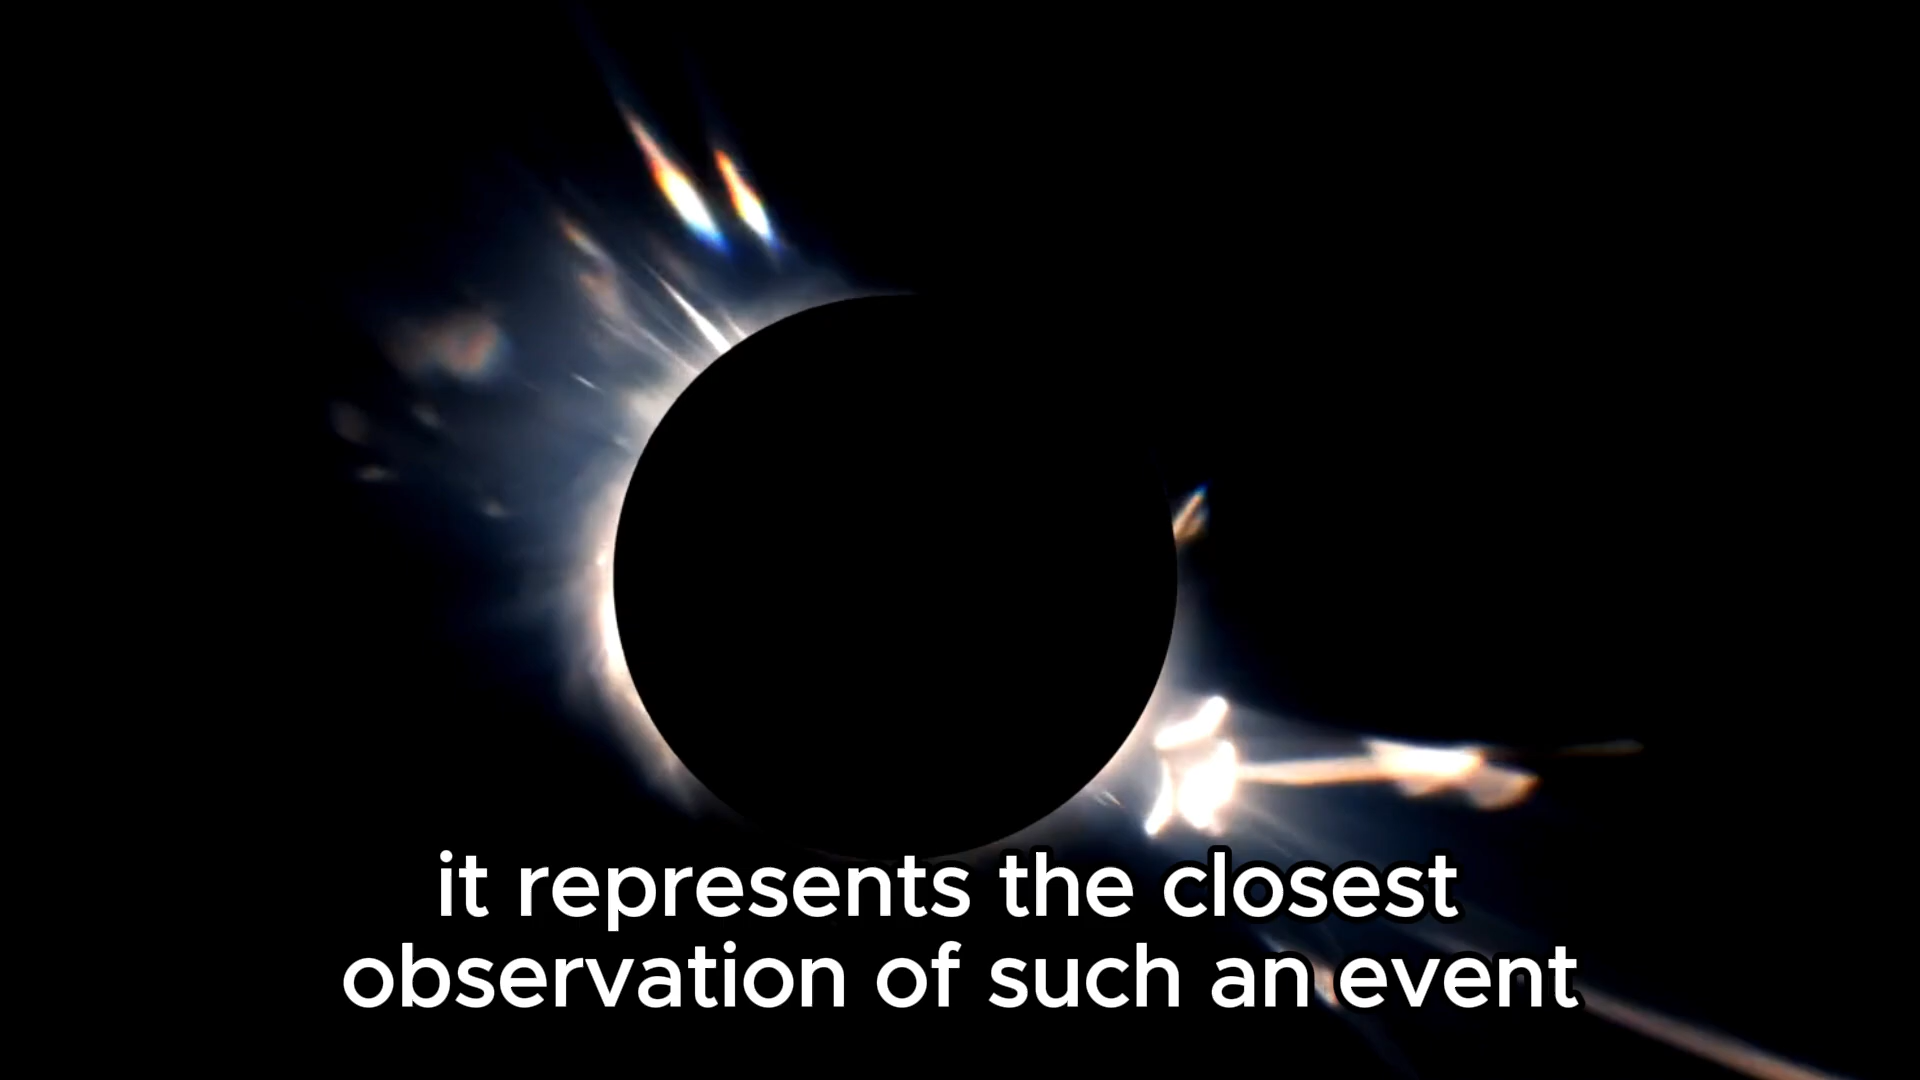 it represents the closest
observation of such an event